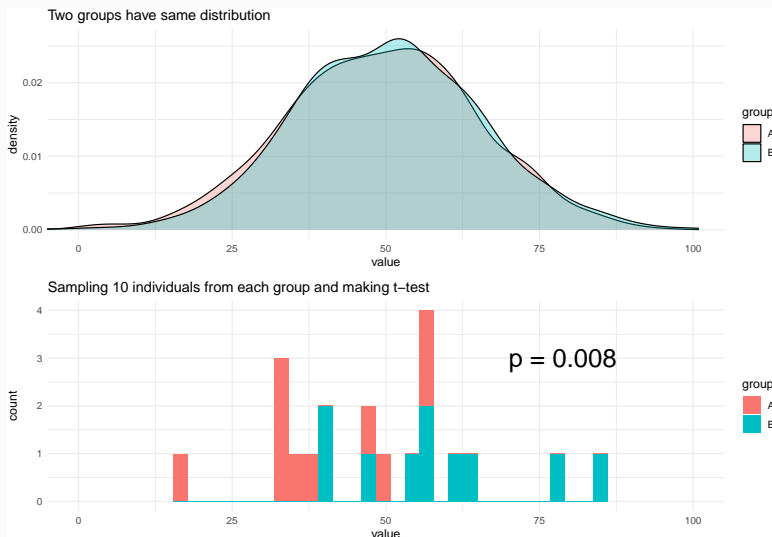 Two groups have same distribution
0.02
0.01
0.00
density
0 25 50 75 100
value
group
A
B
Sampling 10 individuals from each group and making t−test
4
3
2
1
0
count
p = 0.008
0 25 50 75 100
value
group
A
B